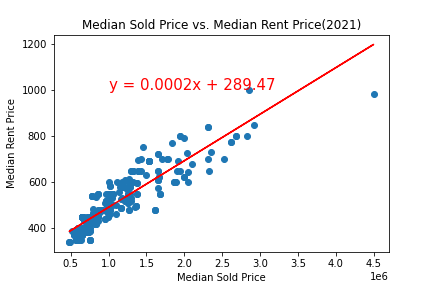 Median Sold Price vs. Median Rent Price(2021)
1200
y = 0.0002x + 289.47
1000
800
600
400
Median Rent Price
0.5 1.0 1.5 2.0 2.5 3.0 3.5 4.0 4.5
1e6
Median Sold Price